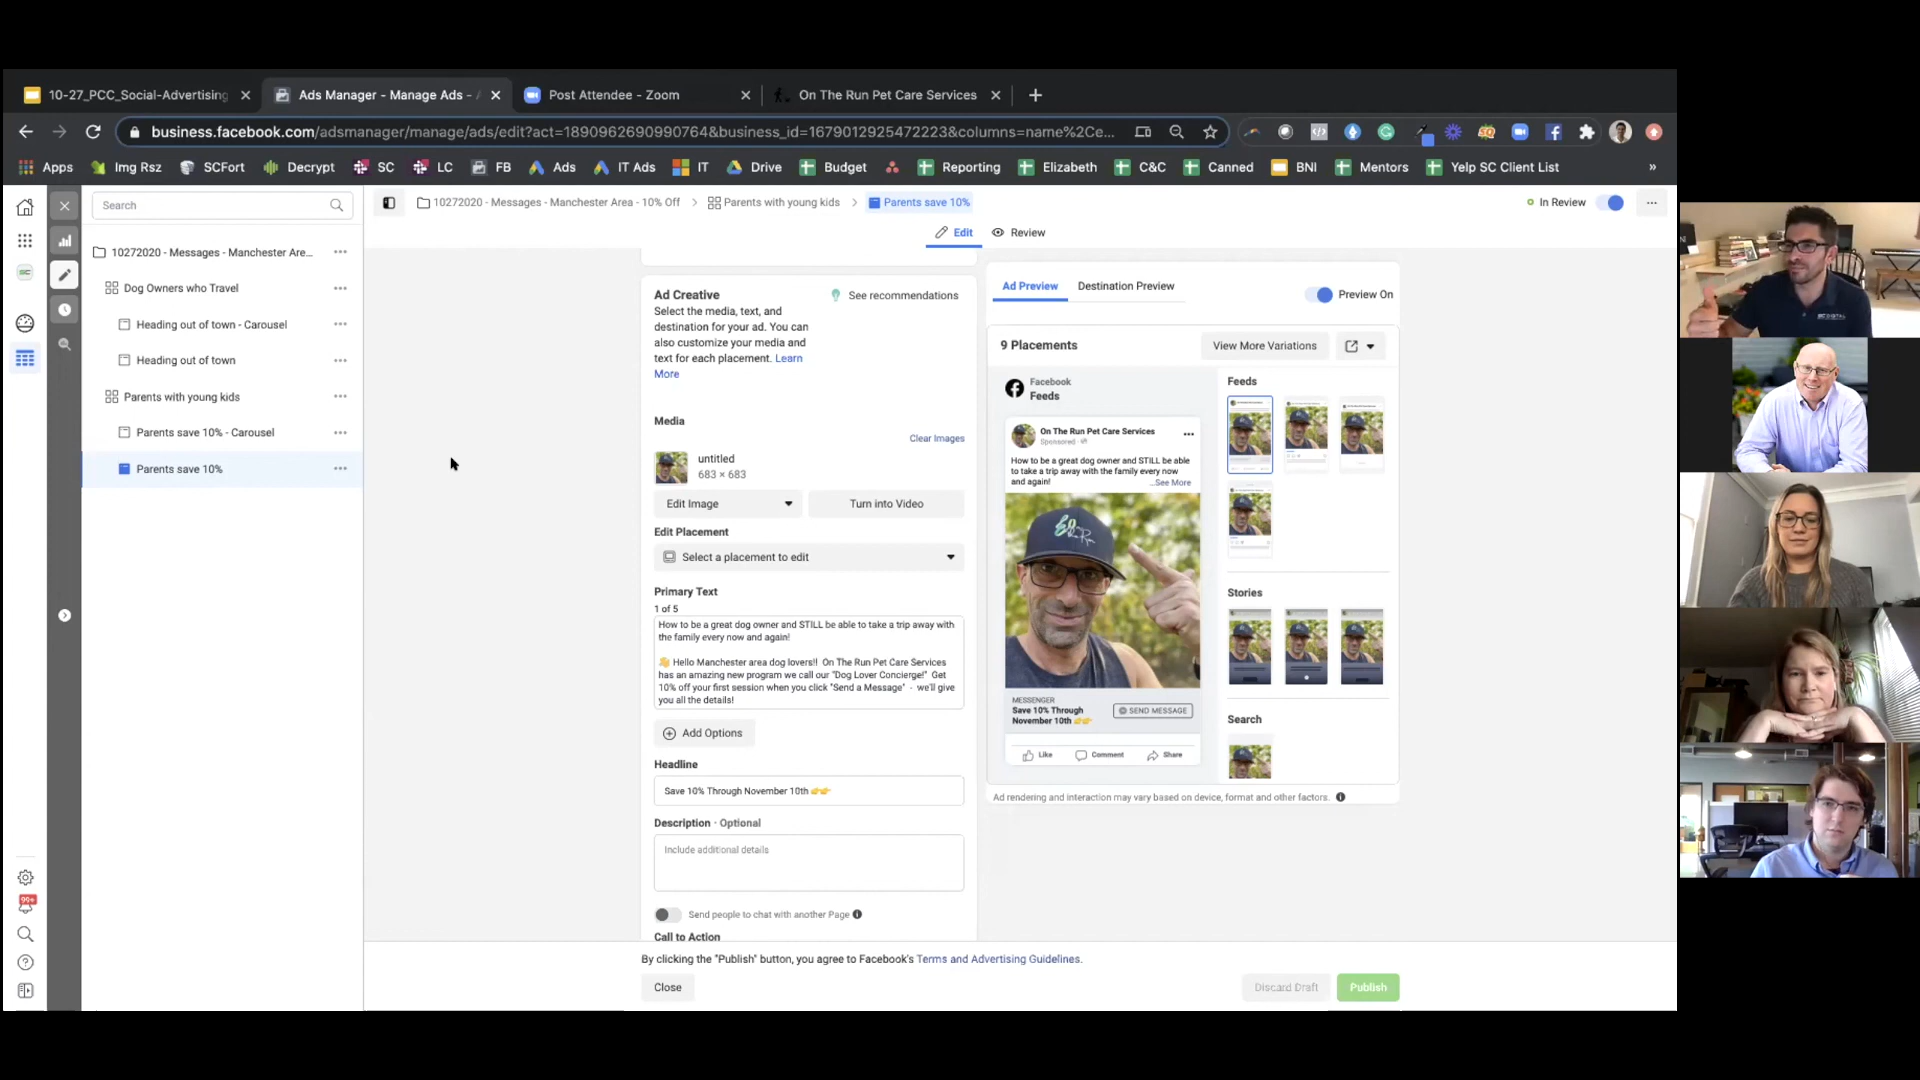 10-27_PCC_Social-Advertising
Ads Manager - Manage Ads -
Post Attendee - Zoom
On The Run Pet Care Services
business.facebook.com/adsmanager/manage/ads/edit?act=1890962690990764&business_id=1679012925472223&columns=name%2Ce...
Apps
Img Rsz
SCFort
Decrypt
SC
LC
FB
Ads
IT Ads
IT
Drive
Budget
Reporting
Elizabeth
C&C
Canned
BNI
Mentors
Yelp SC Client List
»
Search
10272020 - Messages - Manchester Are...
Dog Owners who Travel
Heading out of town - Carousel
Heading out of town
Parents with young kids
Parents save 10% - Carousel
Parents save 10%
99+
10272020 - Messages - Manchester Area - 10% Off
Parents with young kids
Parents save 10%
In Review
Edit
Review
Ad Creative
See recommendations
Select the media, text, and
destination for your ad. You can
also customize your media and
text for each placement. Learn
More
Media
Clear Images
untitled
683 × 683
Edit Image
Turn into Video
Edit Placement
Select a placement to edit
Primary Text
1 of 5
How to be a great dog owner and STILL be able to take a trip away with
the family every now and again!
👋 Hello Manchester area dog lovers!! On The Run Pet Care Services
has an amazing new program we call our "Dog Lover Concierge!" Get
10% off your first session when you click "Send a Message" - we'll give
you all the details!
Add Options
Headline
Save 10% Through November 10th 👉👉
Description · Optional
Include additional details
Send people to chat with another Page
Call to Action
By clicking the "Publish" button, you agree to Facebook's Terms and Advertising Guidelines.
Close
Discard Draft
Publish
Ad Preview
Destination Preview
Preview On
9 Placements
View More Variations
Facebook
Feeds
On The Run Pet Care Services
Sponsored
How to be a great dog owner and STILL be able
to take a trip away with the family every now
and again!
...See More
MESSENGER
Save 10% Through
November 10th 👉👉
SEND MESSAGE
Like
Comment
Share
Feeds
Stories
Search
Ad rendering and interaction may vary based on device, format and other factors.